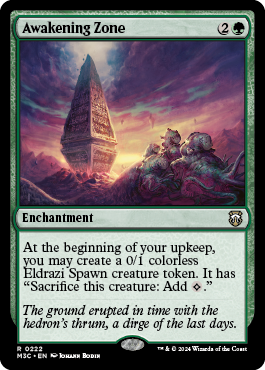 Awakening Zone 2
Enchantment
At the beginning of your upkeep,
you may create a 0/1 colorless
Eldrazi Spawn creature token. It has
“Sacrifice this creature: Add ◇.”
The ground erupted in time with the
hedron’s thrum, a dirge of the last days.
R 0222
M3C • EN Johann Bodin
™ & © 2024 Wizards of the Coast